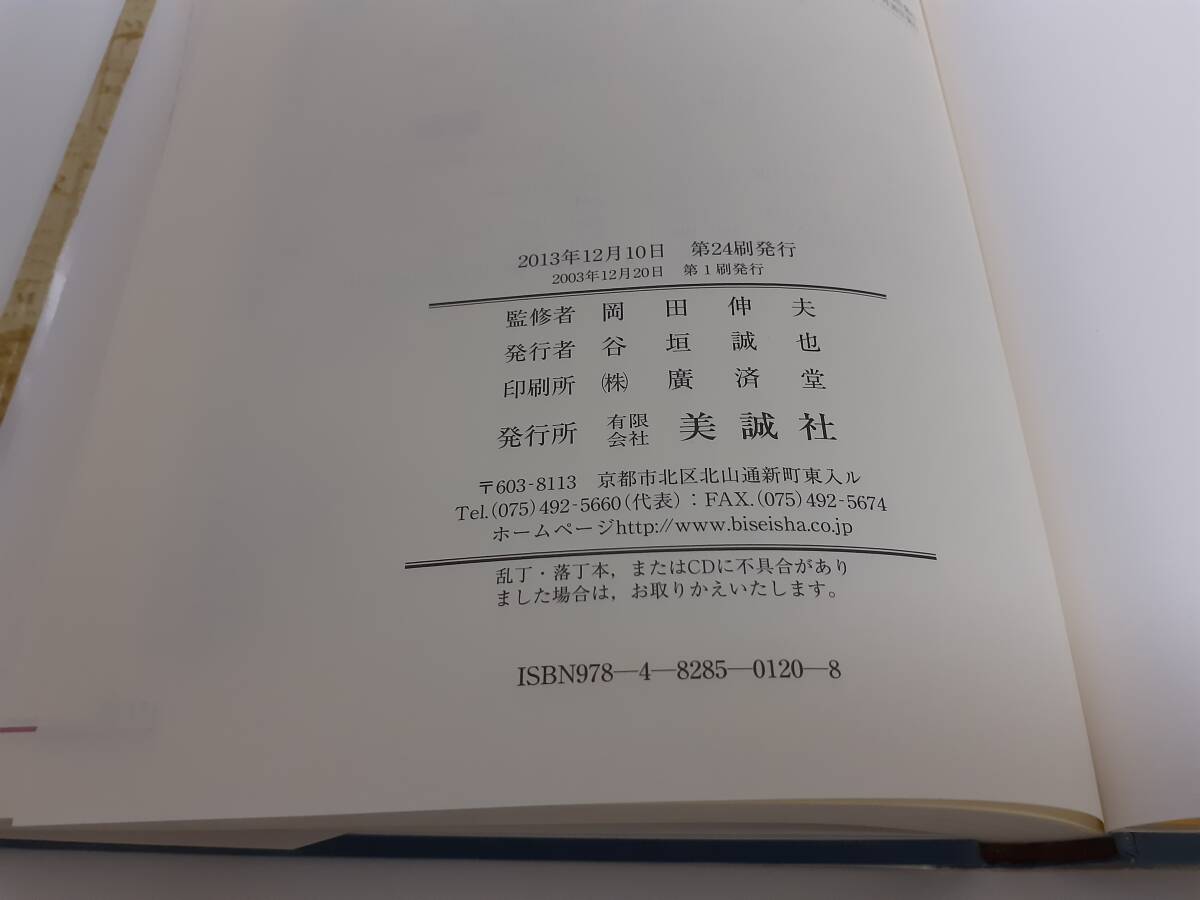 2013年12月10日 第24刷発行
2003年12月20日 第1刷発行
監修者 岡田伸夫
発行者 谷垣誠也
印刷所 ㈱ 廣済堂
発行所 有限会社 美誠社
〒603-8113 京都市北区北山通新町東入ル
Tel.(075)492-5660(代表):FAX.(075)492-5674
ホームページhttp://www.biseisha.co.jp
乱丁・落丁本，またはCDに不具合があり
ました場合は，お取りかえいたします。
ISBN978―4―8285―0120―8